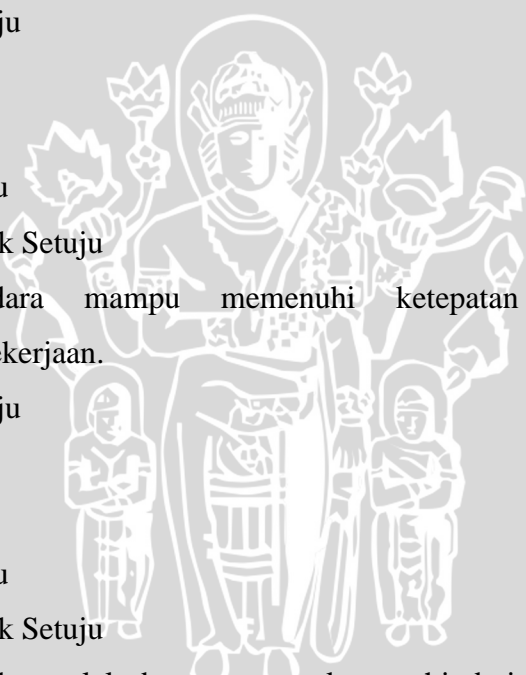 ju
u
k Setuju
dara mampu memenuhi ketepatan
ekerjaan.
ju
u
k Setuju